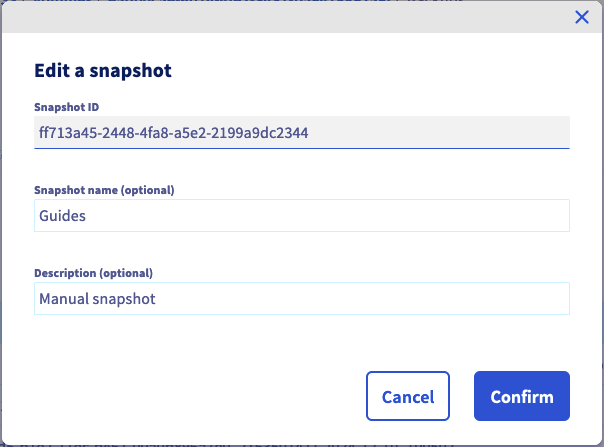 Edit a snapshot
Snapshot ID
ff713a45-2448-4fa8-a5e2-2199a9dc2344
Snapshot name (optional)
Guides
Description (optional)
Manual snapshot
Cancel
Confirm